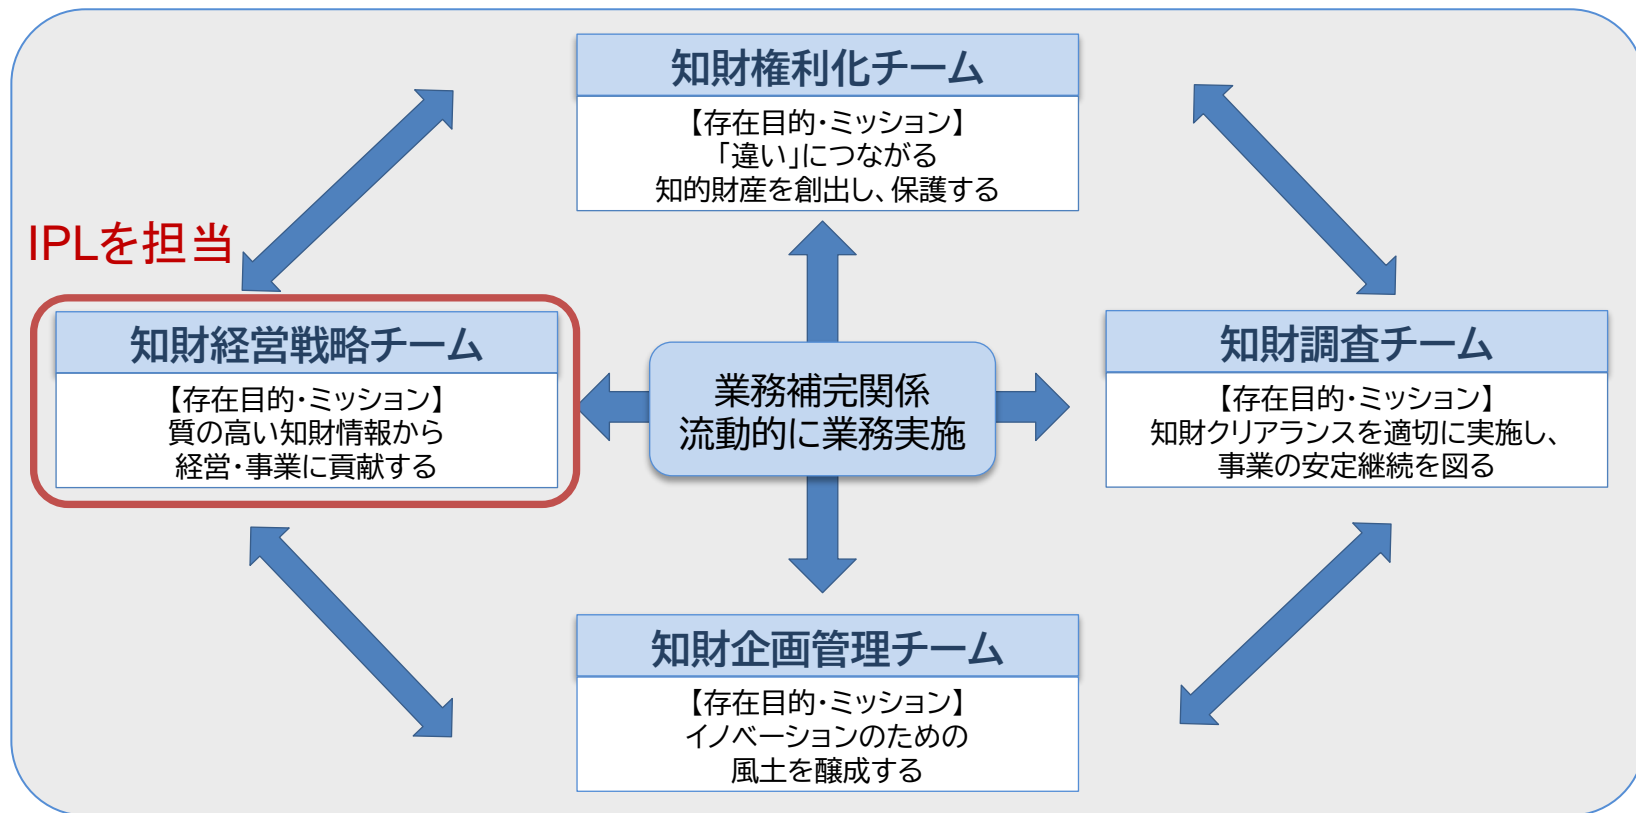 知財権利化チーム
【存在目的・ミッション】
「違い」につながる
知的財産を創出し、保護する
IPLを担当
知財経営戦略チーム
【存在目的・ミッション】
質の高い知財情報から
経営・事業に貢献する
業務補完関係
流動的に業務実施
知財調査チーム
【存在目的・ミッション】
知財クリアランスを適切に実施し、
事業の安定継続を図る
知財企画管理チーム
【存在目的・ミッション】
イノベーションのための
風土を醸成する